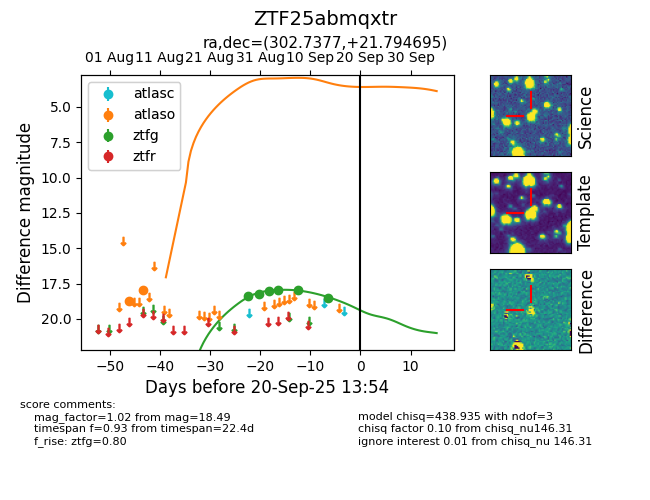 ZTF25abmqxtr
ra,dec=(302.7377,+21.794695)
01 Aug 11 Aug 21 Aug 31 Aug 10 Sep 20 Sep 30 Sep
atlasc
atlaso
ztfg
ztfr
5.0
7.5
10.0
12.5
15.0
17.5
20.0
Difference magnitude
−50 −40 −30 −20 −10 0 10
Days before 20-Sep-25 13:54
Science
Template
Difference
score comments:
mag_factor=1.02 from mag=18.49
timespan f=0.93 from timespan=22.4d
f_rise: ztfg=0.80
model chisq=438.935 with ndof=3
chisq factor 0.10 from chisq_nu146.31
ignore interest 0.01 from chisq_nu 146.31